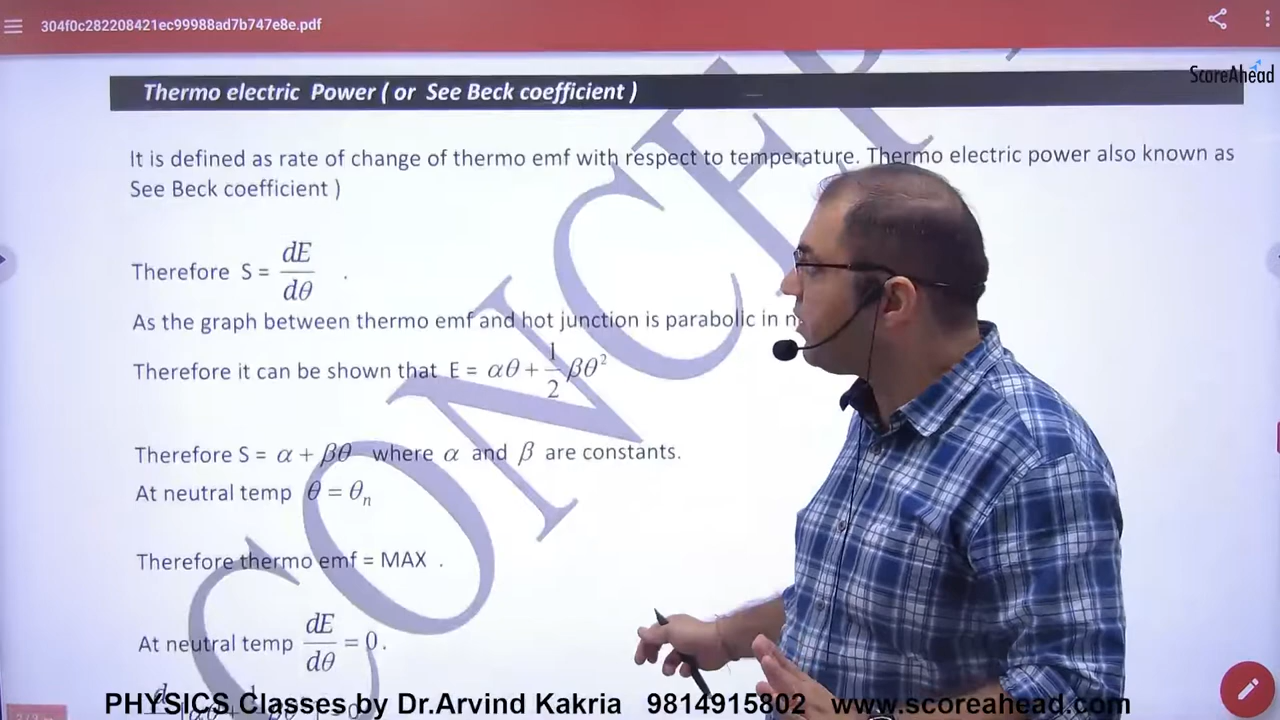 304f0c282208421ec99988ad7b747e8e.pdf
ScoreAhead
Thermo electric Power ( or See Beck coefficient )
It is defined as rate of change of thermo emf with respect to temperature. Thermo electric power also known as
See Beck coefficient )
Therefore S = dE/dθ .
As the graph between thermo emf and hot junction is parabolic in
Therefore it can be shown that E = αθ + 1/2 βθ²
Therefore S = α + βθ where α and β are constants.
At neutral temp θ = θₙ
Therefore thermo emf = MAX .
At neutral temp dE/dθ = 0.
CONCEP
PHYSICS Classes by Dr.Arvind Kakria 9814915802 www.scoreahead.com